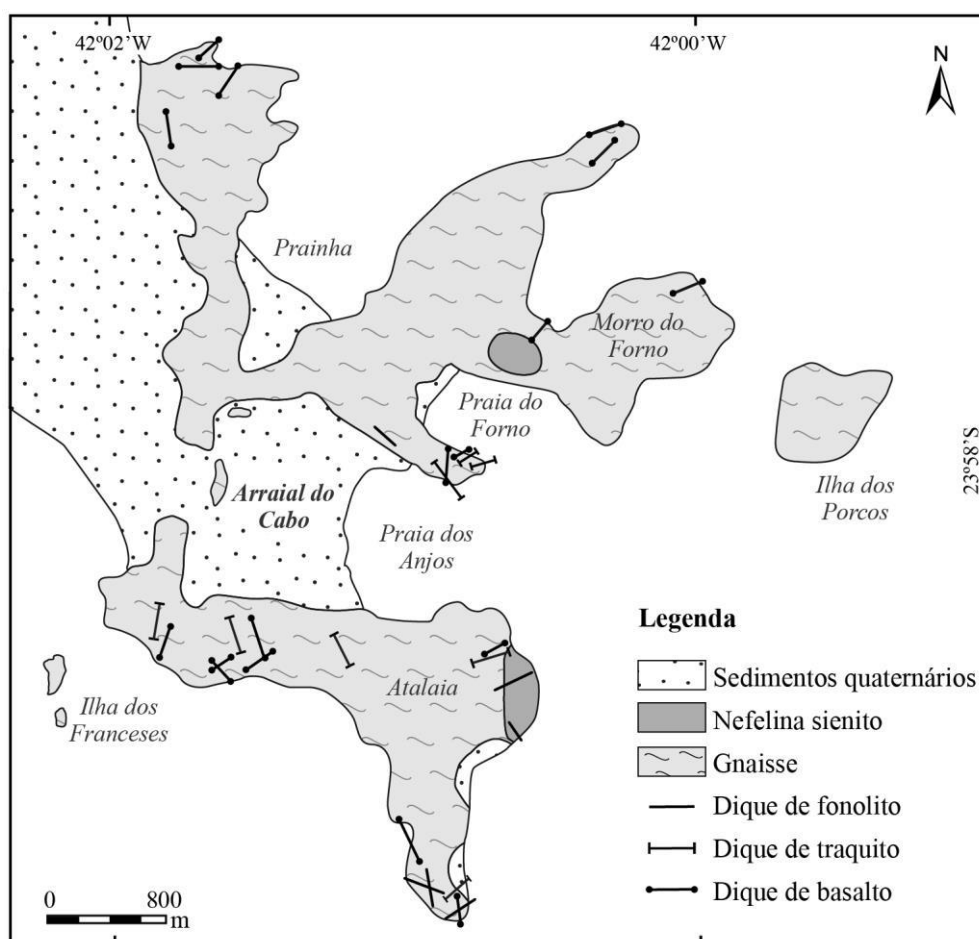 42º02’W
42º00’W
N
Prainha
Morro do
Forno
Praia do
Forno
23º58’S
Arraial do
Cabo
Ilha dos
Porcos
Praia dos
Anjos
Atalaia
Ilha dos
Franceses
Legenda
Sedimentos quaternários
Nefelina sienito
Gnaisse
Dique de fonolito
Dique de traquito
Dique de basalto
0 800
m